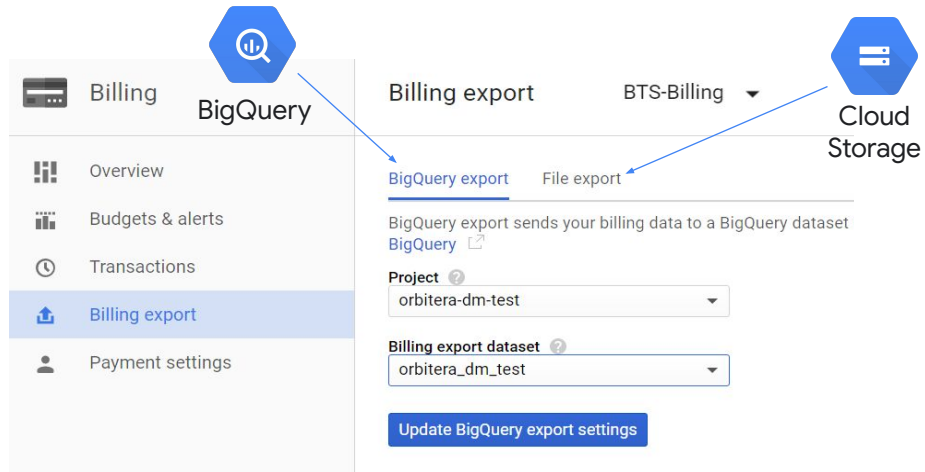 BigQuery
Cloud
Storage
Billing
Overview
Budgets & alerts
Transactions
Billing export
Payment settings
Billing export
BTS-Billing
BigQuery export
File export
BigQuery export sends your billing data to a BigQuery dataset
BigQuery
Project ?
orbitera-dm-test
Billing export dataset ?
orbitera_dm_test
Update BigQuery export settings